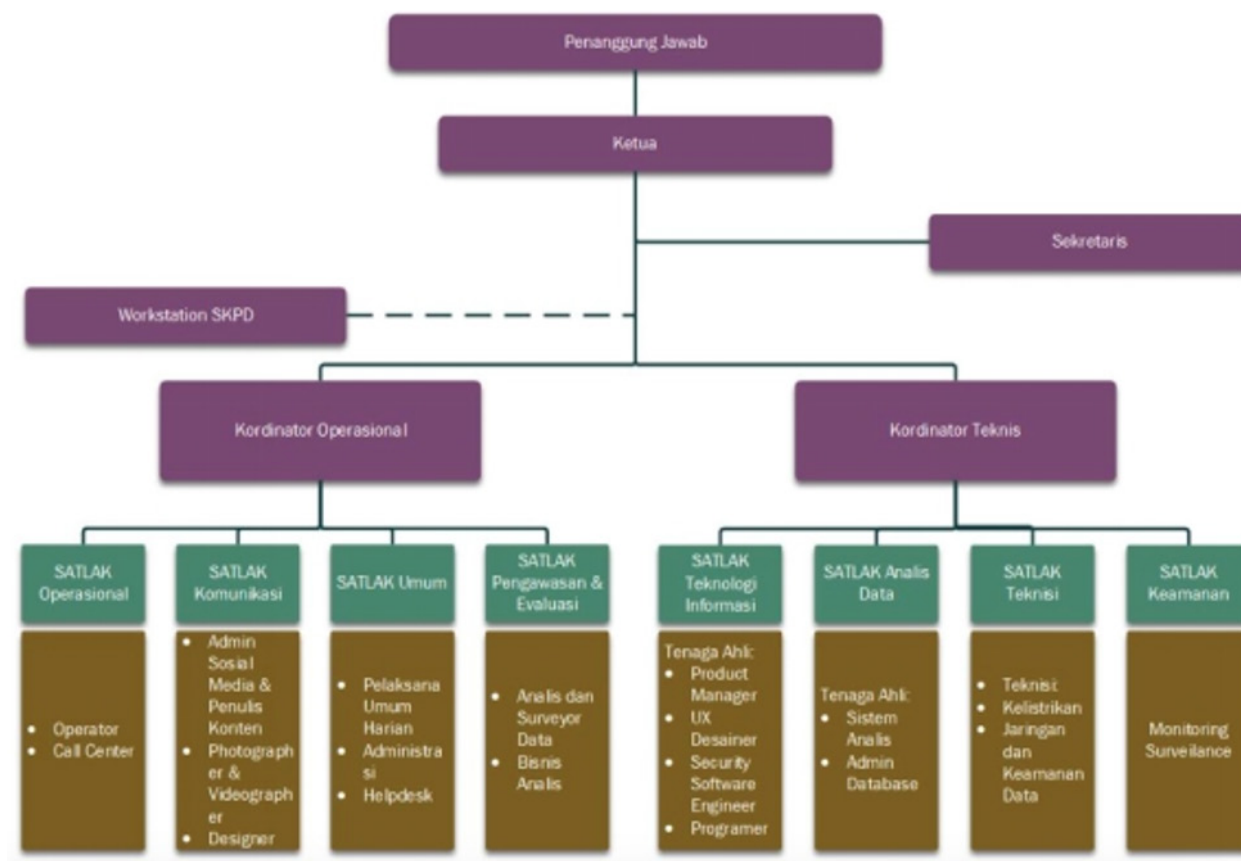 Penanggung Jawab
Ketua
Sekretaris
Workstation SKPD
Kordinator Operasional
Kordinator Teknis
SATLAK
Operasional
SATLAK
Komunikasi
SATLAK Umum
SATLAK
Pengawasan &
Evaluasi
SATLAK
Teknologi
Informasi
SATLAK Analis
Data
SATLAK
Teknisi
SATLAK
Keamanan
• Operator
• Call Center
• Admin
Sosial
Media &
Penulis
Konten
• Photograph
er &
Videograph
er
• Designer
• Pelaksana
Umum
Harian
• Administra
si
• Helpdesk
• Analis dan
Surveyor
Data
• Bisnis
Analis
Tenaga Ahli:
• Product
Manager
• UX
Desainer
• Security
Software
Engineer
• Programer
Tenaga Ahli:
• Sistem
Analis
• Admin
Database
• Teknisi:
• Kelistrikan
• Jaringan
dan
Keamanan
Data
Monitoring
Surveilance